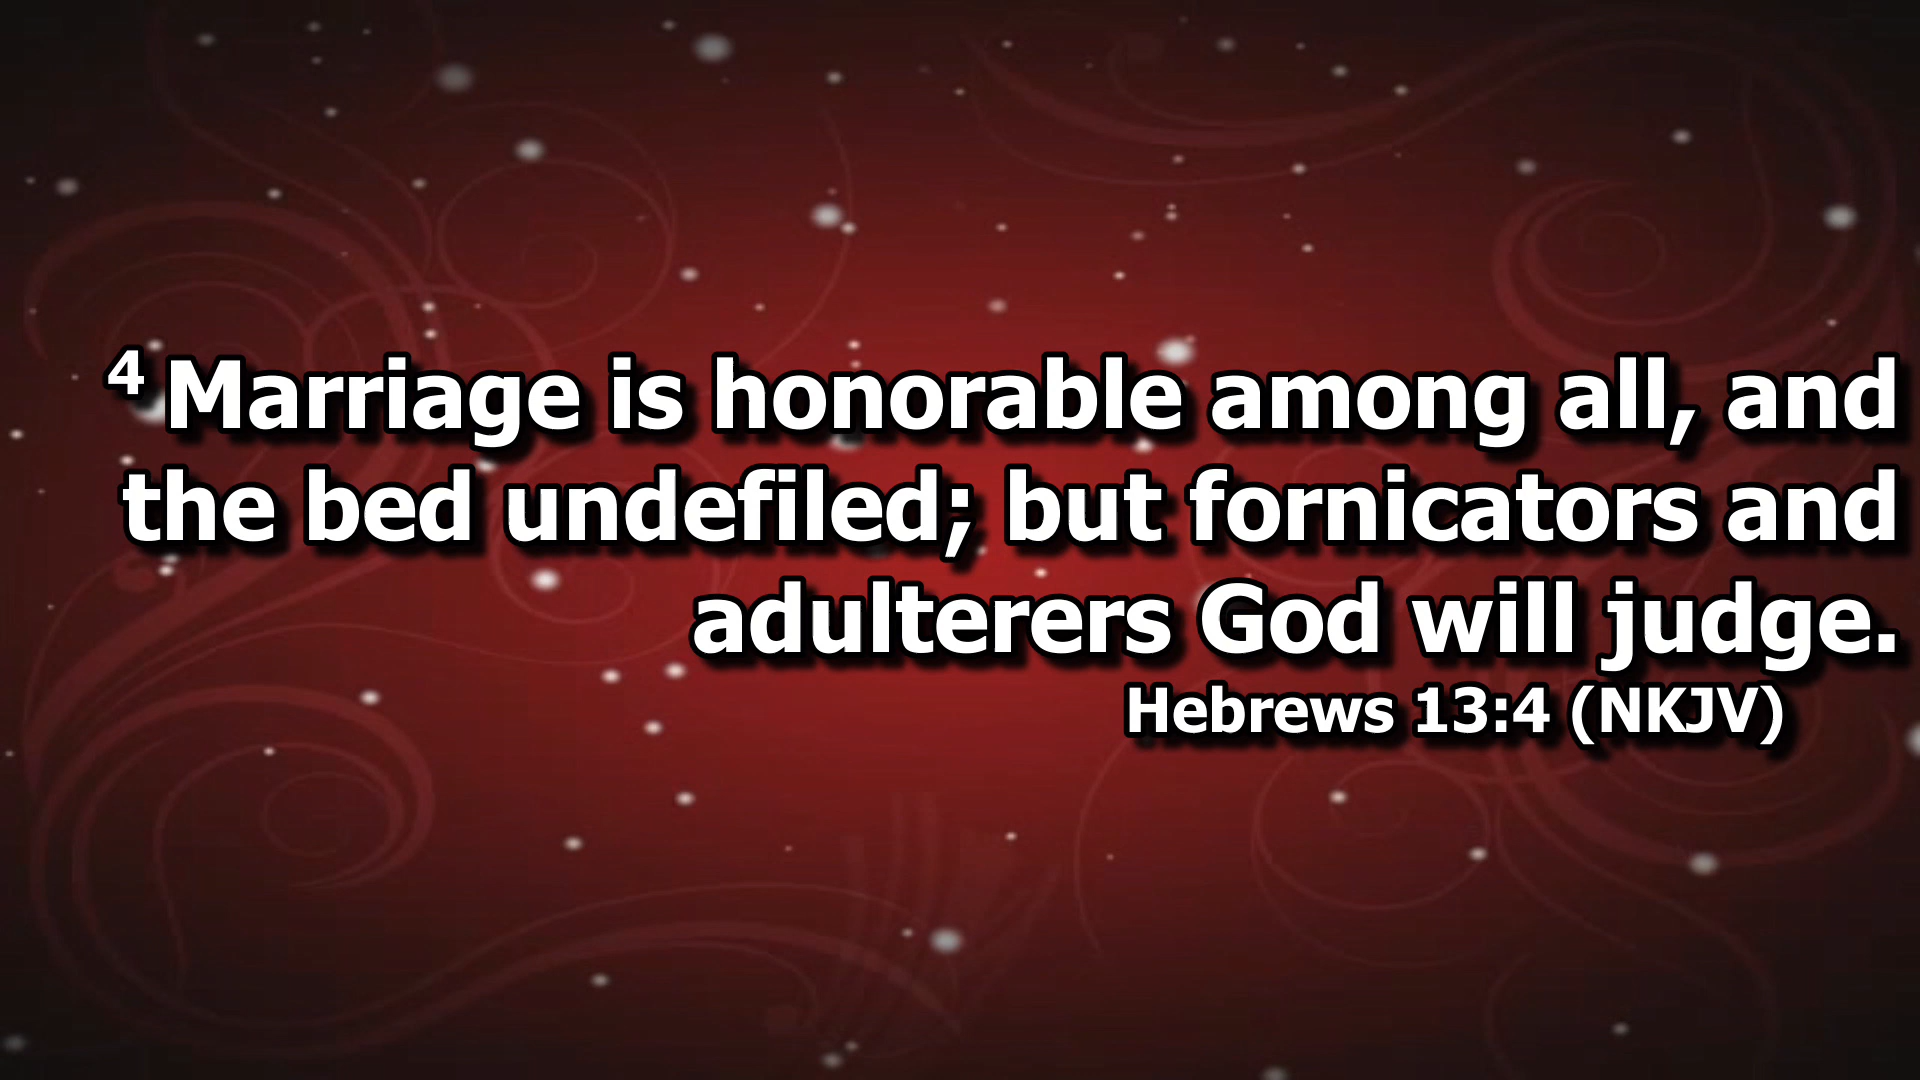 4 Marriage is honorable among all, and
the bed undefiled; but fornicators and
adulterers God will judge.
Hebrews 13:4 (NKJV)